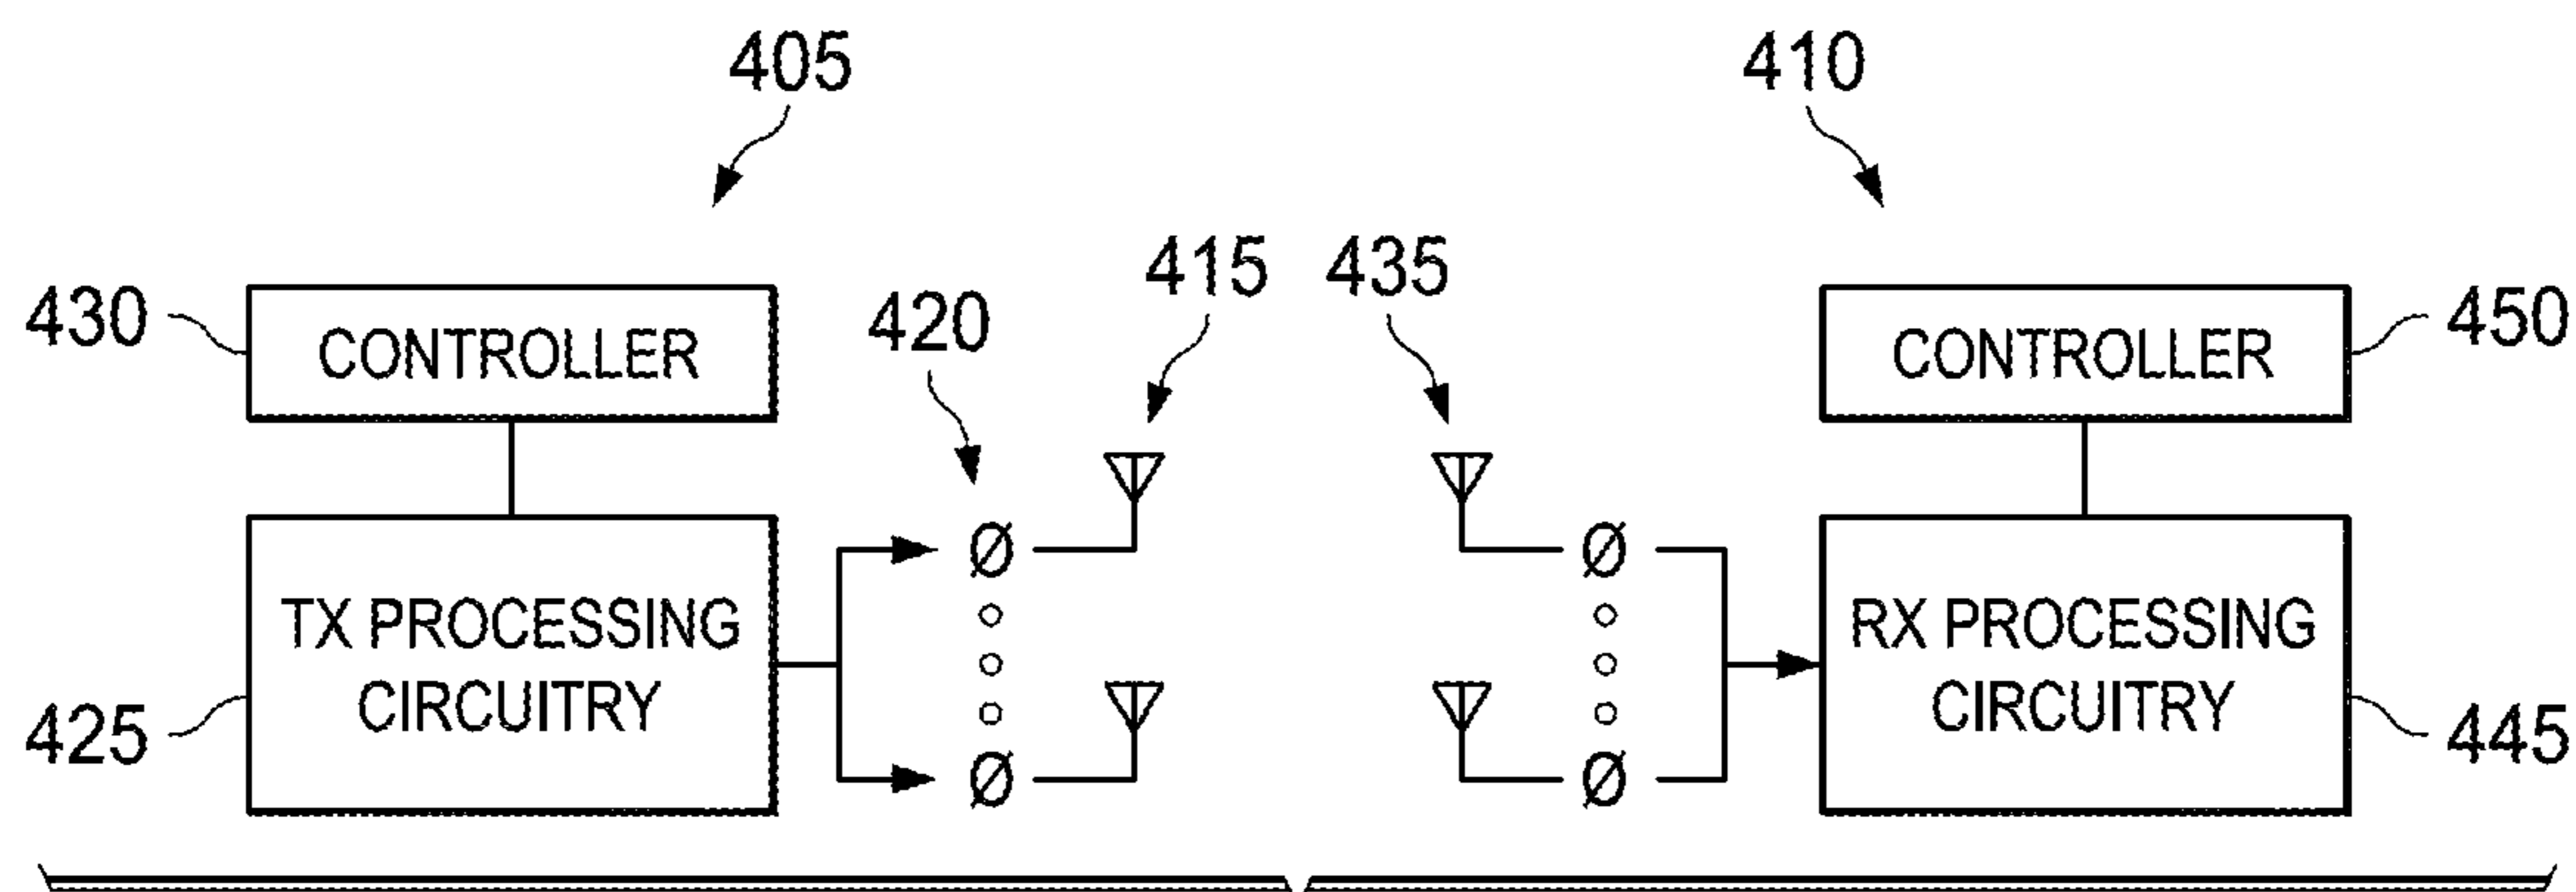 405
410
415
435
420
430
CONTROLLER
CONTROLLER
450
Ø
Ø
TX PROCESSING
CIRCUITRY
RX PROCESSING
CIRCUITRY
425
445
Ø
Ø